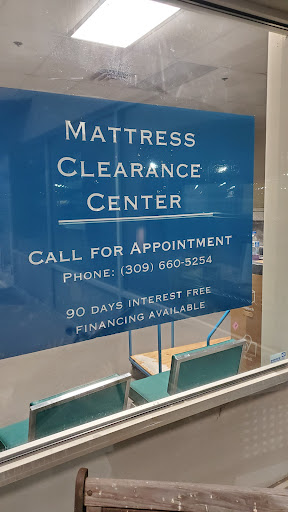 MATTRESS
CLEARANCE
CENTER
CALL FOR APPOINTMENT
PHONE: (309) 660-5254
90 DAYS INTEREST FREE
FINANCING AVAILABLE